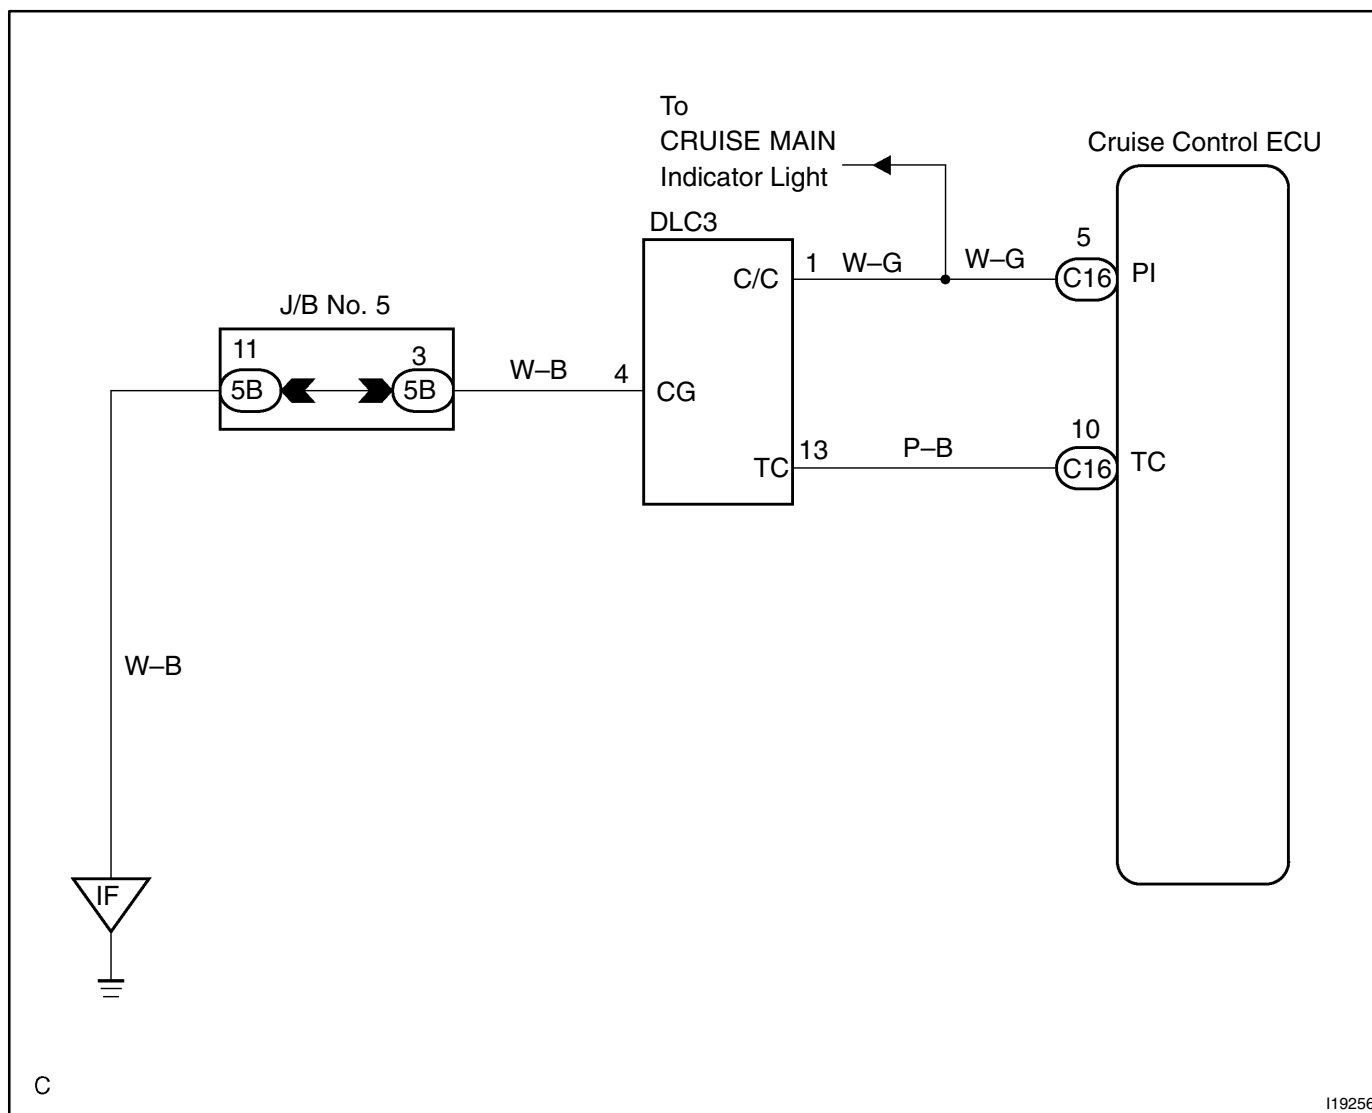 To
CRUISE MAIN
Indicator Light
Cruise Control ECU
DLC3
C/C
1
W–G
W–G
5
C16
PI
J/B No. 5
11
5B
3
5B
W–B
4
CG
TC
13
P–B
10
C16
TC
W–B
IF
C
I19256